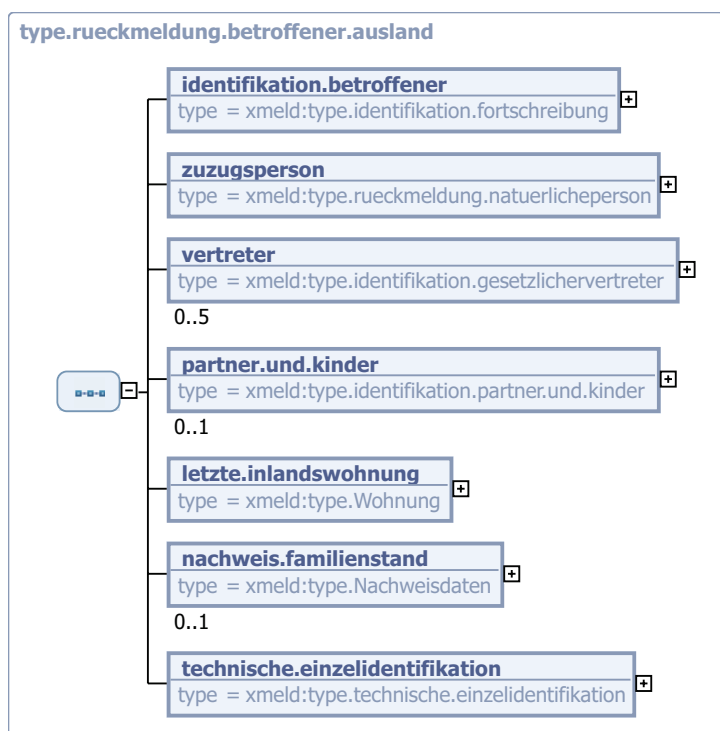 type.rueckmeldung.betroffener.ausland
identifikation.betroffener
type = xmeld:type.identifikation.fortschreibung
zuzugsperson
type = xmeld:type.rueckmeldung.natuerlicheperson
vertreter
type = xmeld:type.identifikation.gesetzlichervertreter
0..5
partner.und.kinder
type = xmeld:type.identifikation.partner.und.kinder
0..1
letzte.inlandswohnung
type = xmeld:type.Wohnung
nachweis.familienstand
type = xmeld:type.Nachweisdaten
0..1
technische.einzelidentifikation
type = xmeld:type.technische.einzelidentifikation